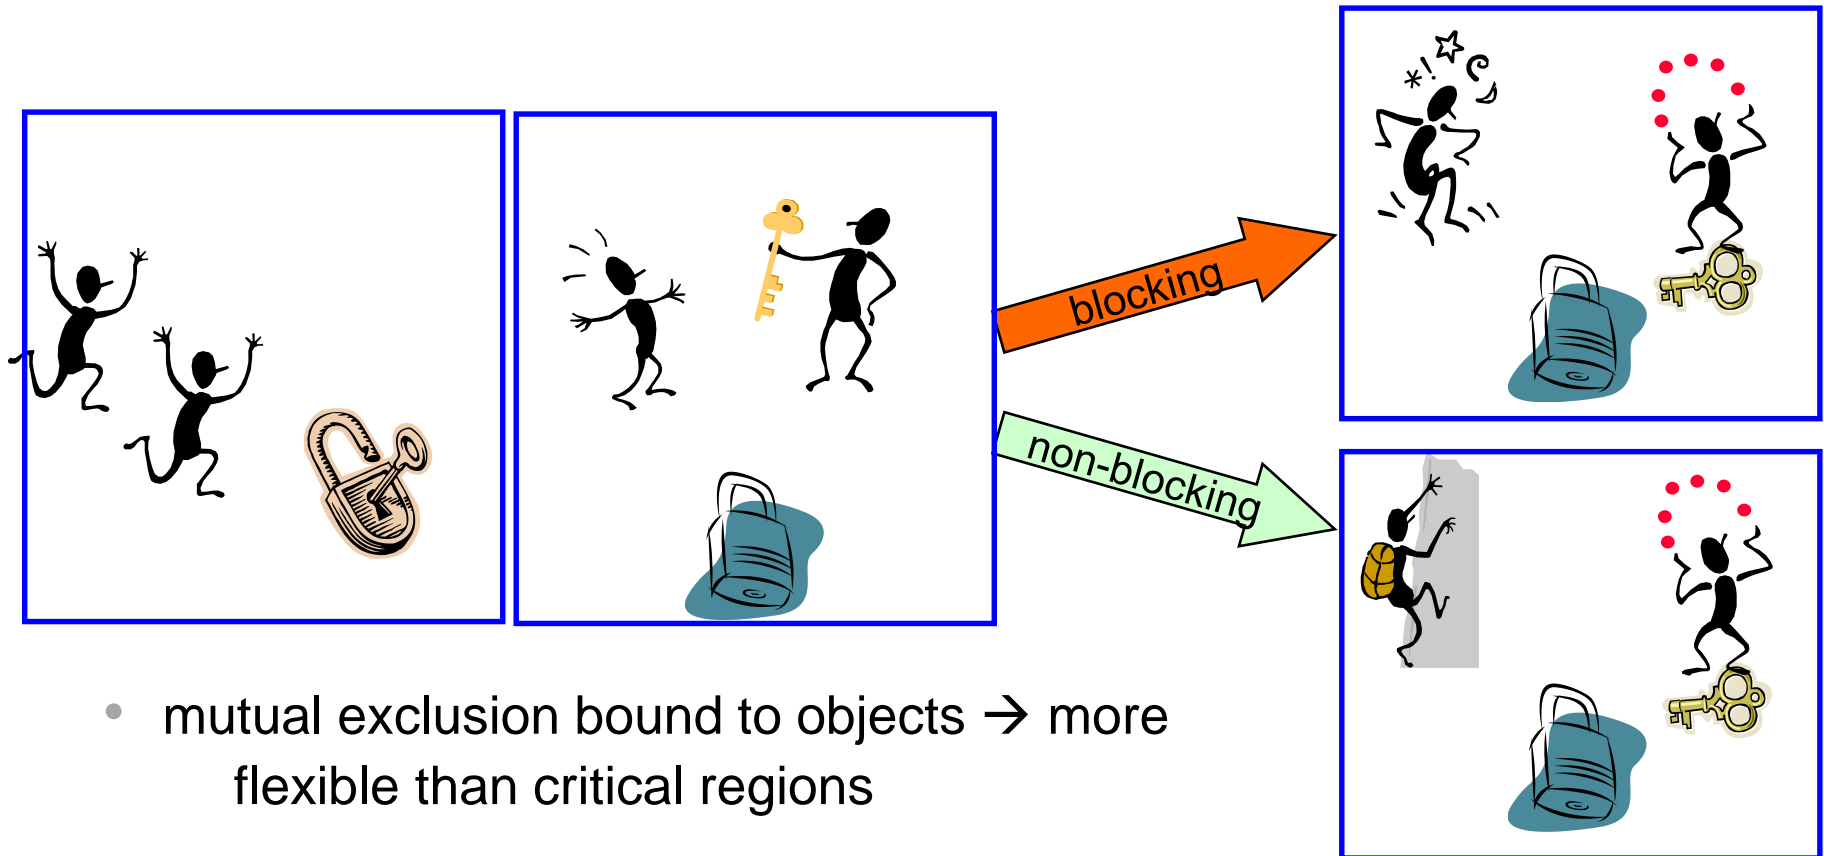 blocking
non-blocking
• mutual exclusion bound to objects → more
flexible than critical regions